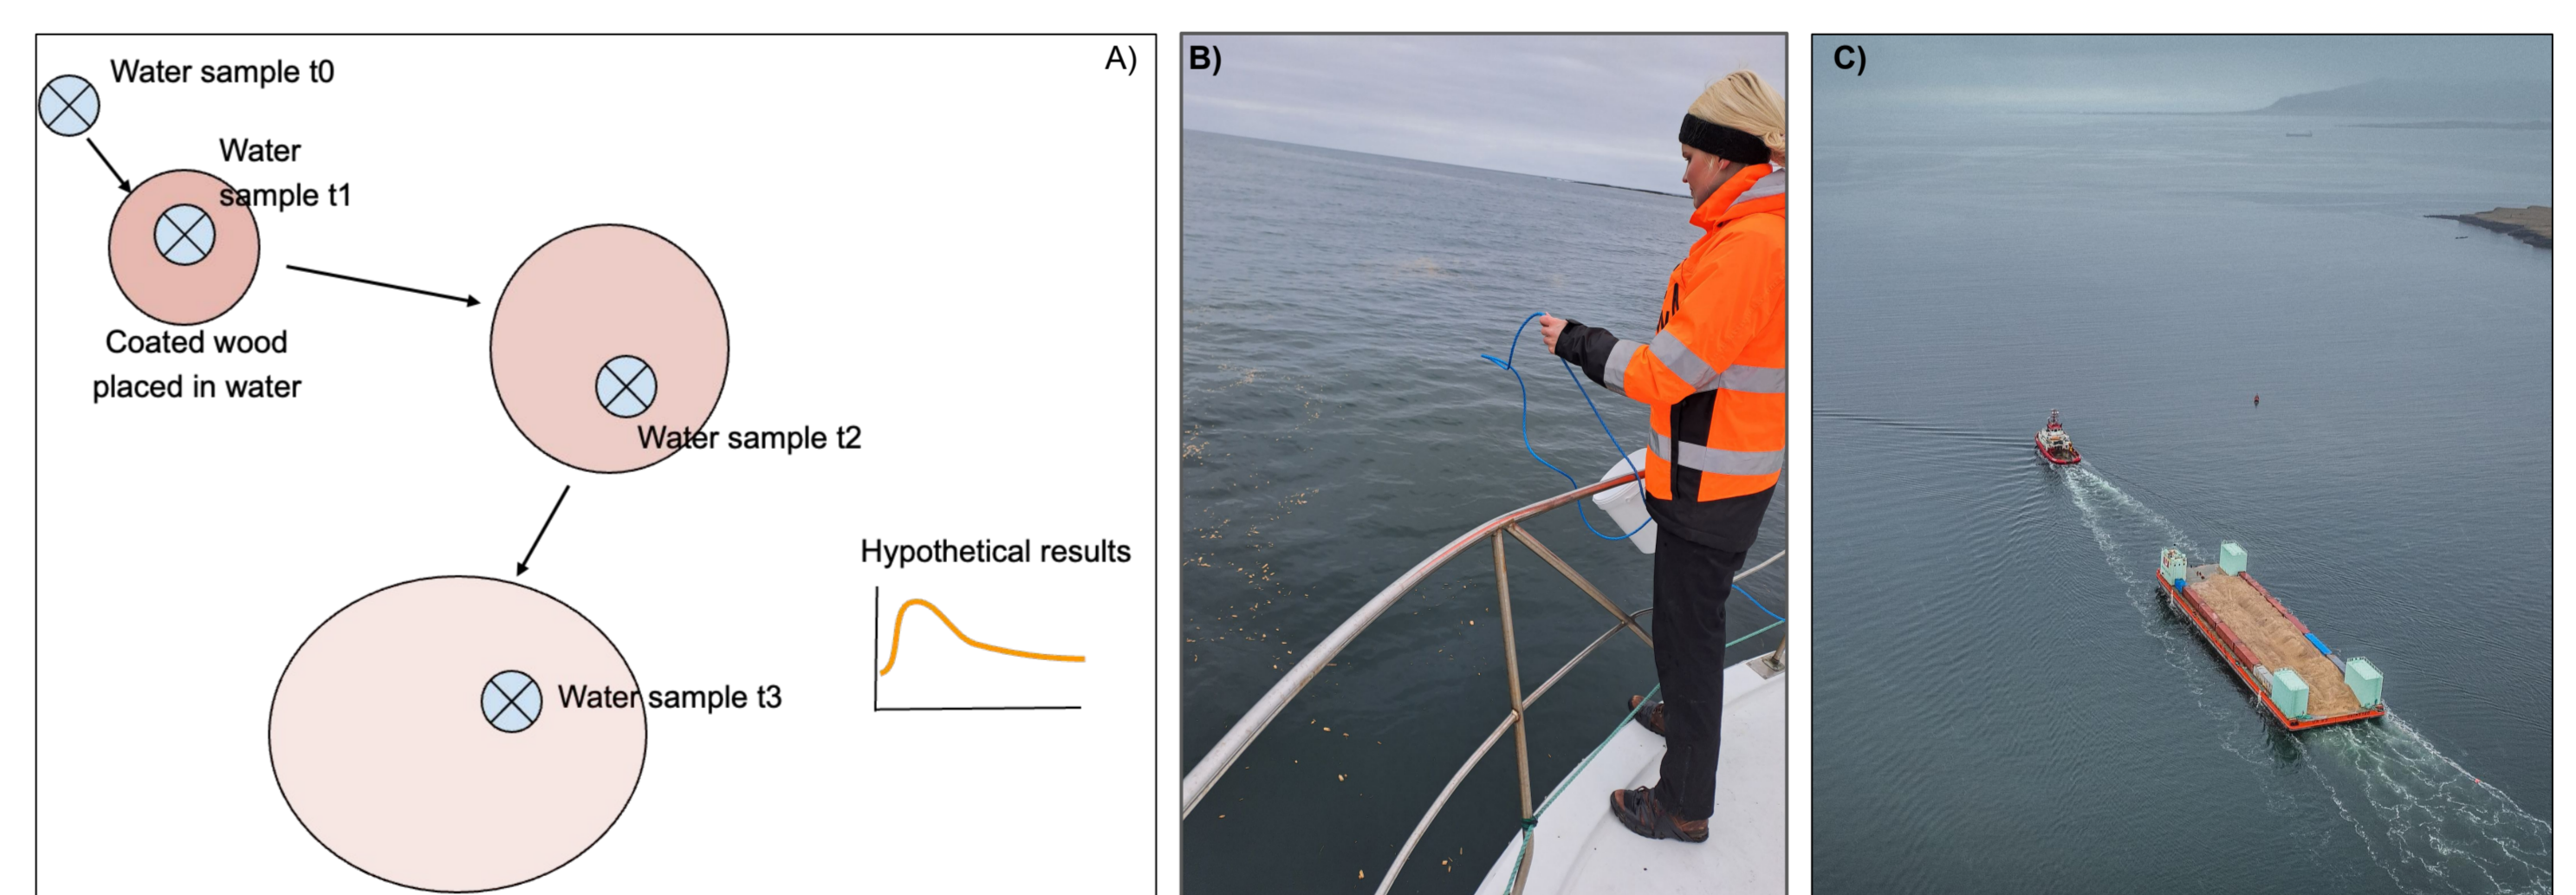 A)
Water sample t0
Water
sample t1
Coated wood
placed in water
Water sample t2
Hypothetical results
Water sample t3
B)
C)